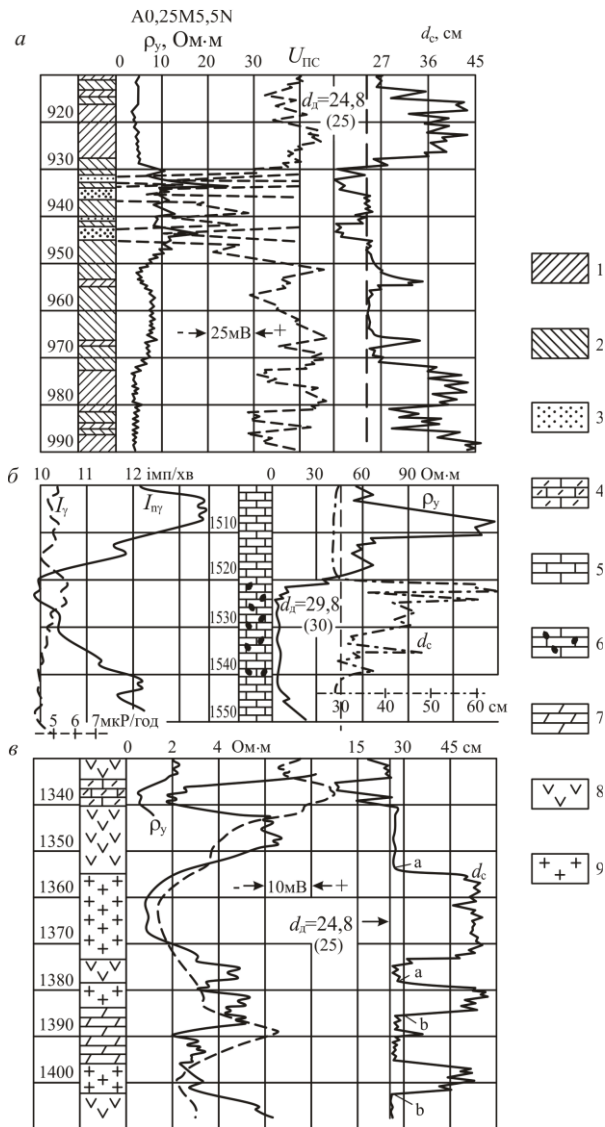 A0,25M5,5N
а
ρу, Ом·м
UПС
dс, см
0 10 20 30 27 36 45
dд=24,8
(25)
920
930
940
950
960
970
980
990
- 25мВ +
1
2
3
4
5
6
7
8
9
б
10 11 12 імп/хв
0 30 60 90 Ом·м
Iγ
Inγ
ρу
1510
1520
1530
1540
1550
dд=29,8
(30)
dс
30 40 50 60 см
5 6 7 мкР/год
в
0 2 4 Ом·м 15 30 45 см
1340
ρу
1350
a
dс
1360
- 10мВ +
dд=24,8
(25)
1370
1380
a
1390
b
1400
b